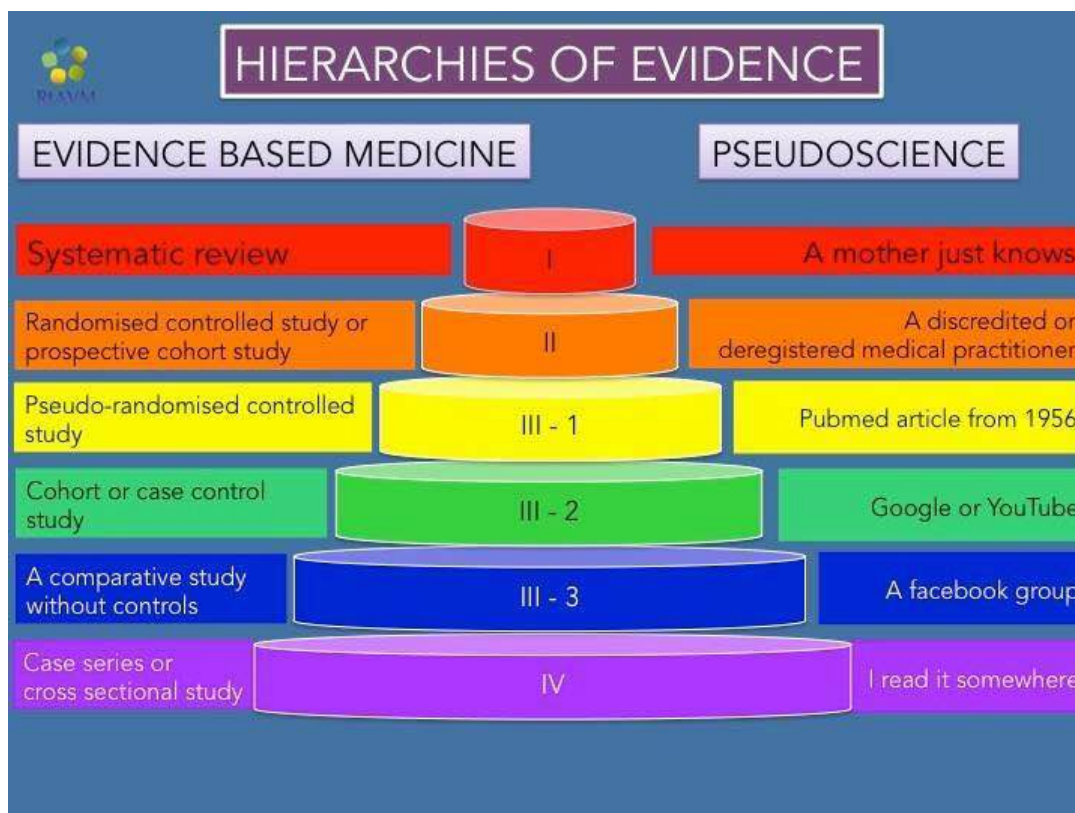 HIERARCHIES OF EVIDENCE
RIAVM
EVIDENCE BASED MEDICINE
PSEUDOSCIENCE
Systematic review
I
A mother just knows
Randomised controlled study or
prospective cohort study
II
A discredited or
deregistered medical practitioner
Pseudo-randomised controlled
study
III - 1
Pubmed article from 1956
Cohort or case control
study
III - 2
Google or YouTube
A comparative study
without controls
III - 3
A facebook group
Case series or
cross sectional study
IV
I read it somewhere